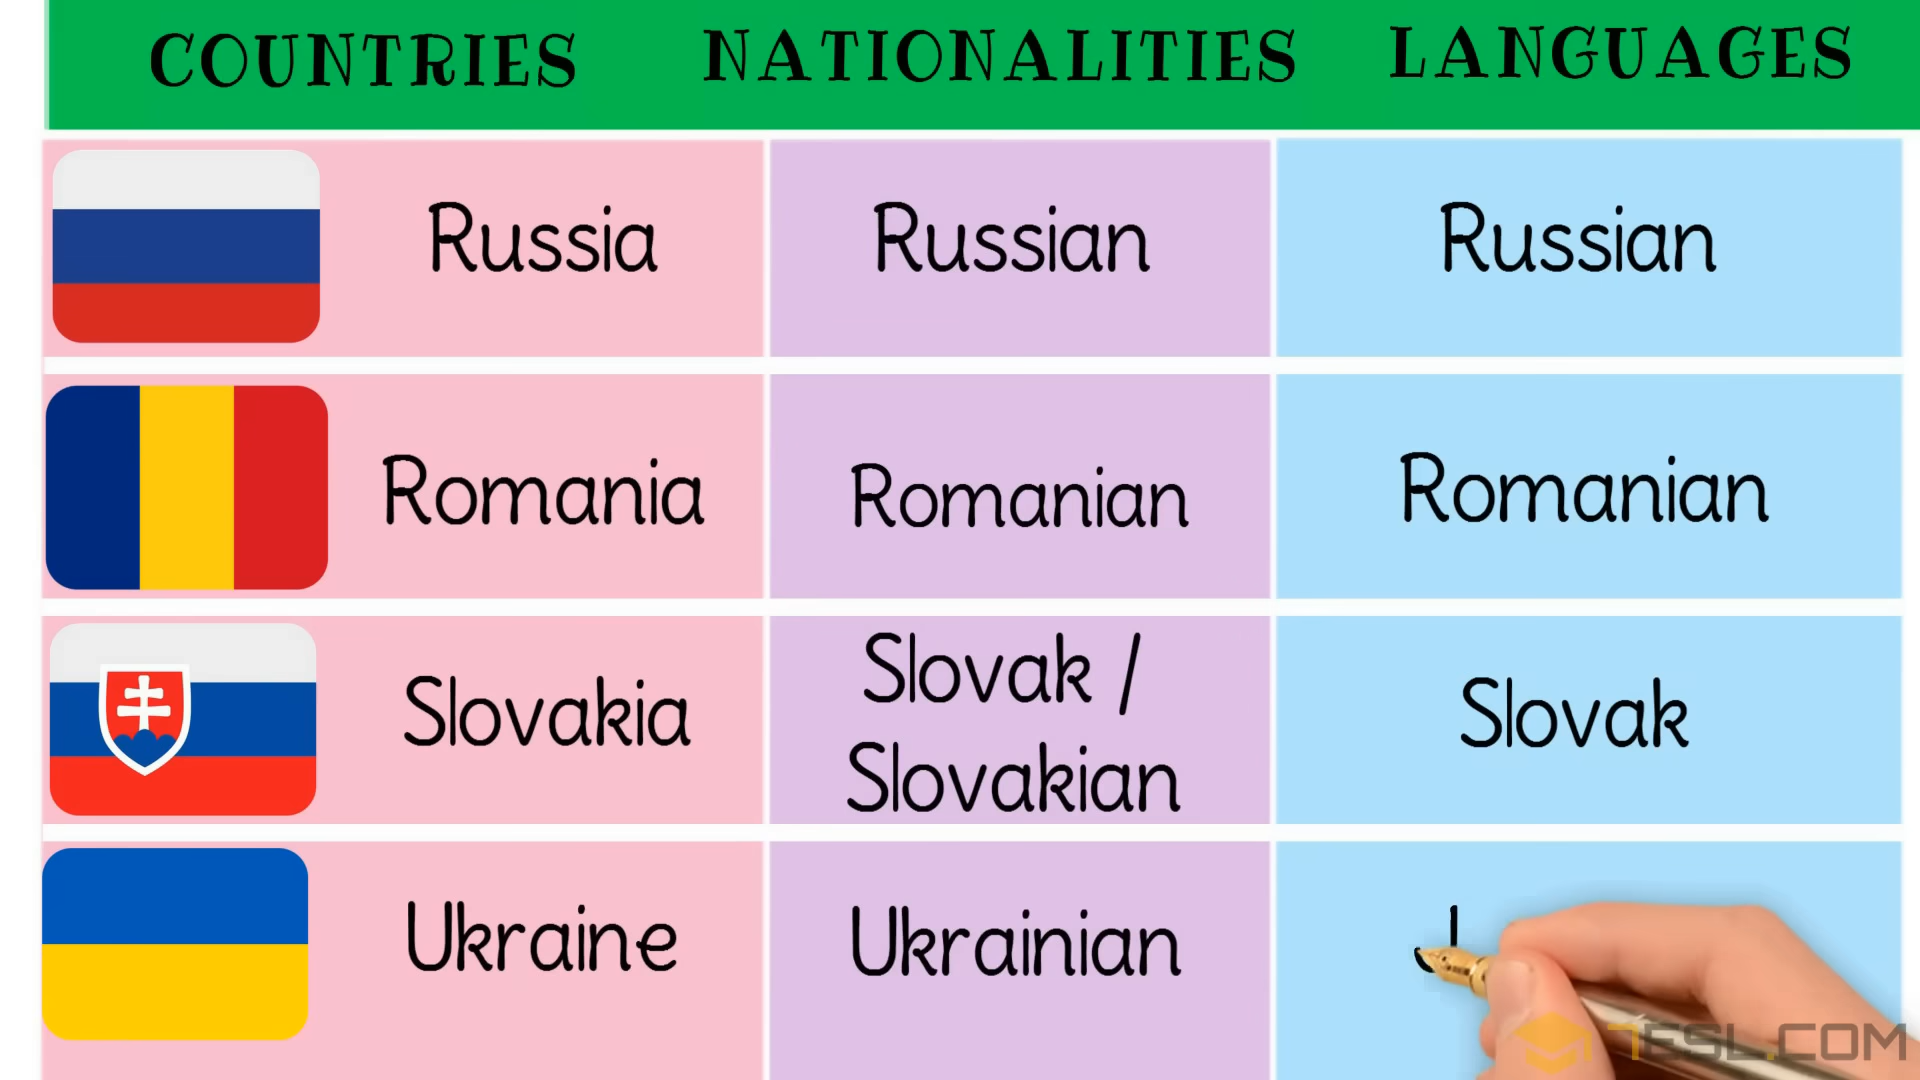 COUNTRIES NATIONALITIES LANGUAGES
Russia Russian Russian
Romania Romanian Romanian
Slovakia Slovak / Slovak
Slovakian
Ukraine Ukrainian
7ESL.COM